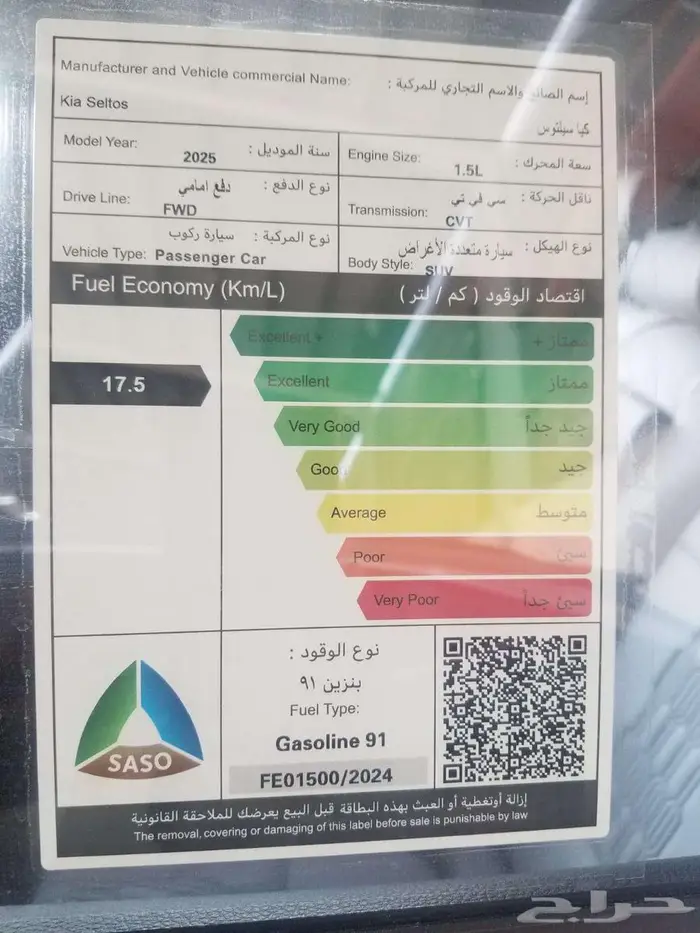 Manufacturer and Vehicle commercial Name: إسم الصانع والاسم التجاري للمركبة :
Kia Seltos
كيا سيلتوس
Model Year: 2025 سنة الموديل :
Engine Size: 1.5L سعة المحرك :
Drive Line: FWD دفع امامي نوع الدفع :
Transmission: CVT سي في تي ناقل الحركة :
Vehicle Type: Passenger Car سيارة ركوب نوع المركبة :
Body Style: SUV سيارة متعددة الأغراض نوع الهيكل :
Fuel Economy (Km/L) اقتصاد الوقود ( كم / لتر )
Excellent + ممتاز +
17.5
Excellent ممتاز
Very Good جيد جداً
Good جيد
Average متوسط
Poor سئ
Very Poor سئ جداً
SASO
نوع الوقود :
بنزين ٩١
Fuel Type:
Gasoline 91
FE01500/2024
إزالة أوتغطية أو العبث بهذه البطاقة قبل البيع يعرضك للملاحقة القانونية
The removal, covering or damaging of this label before sale is punishable by law
حراج